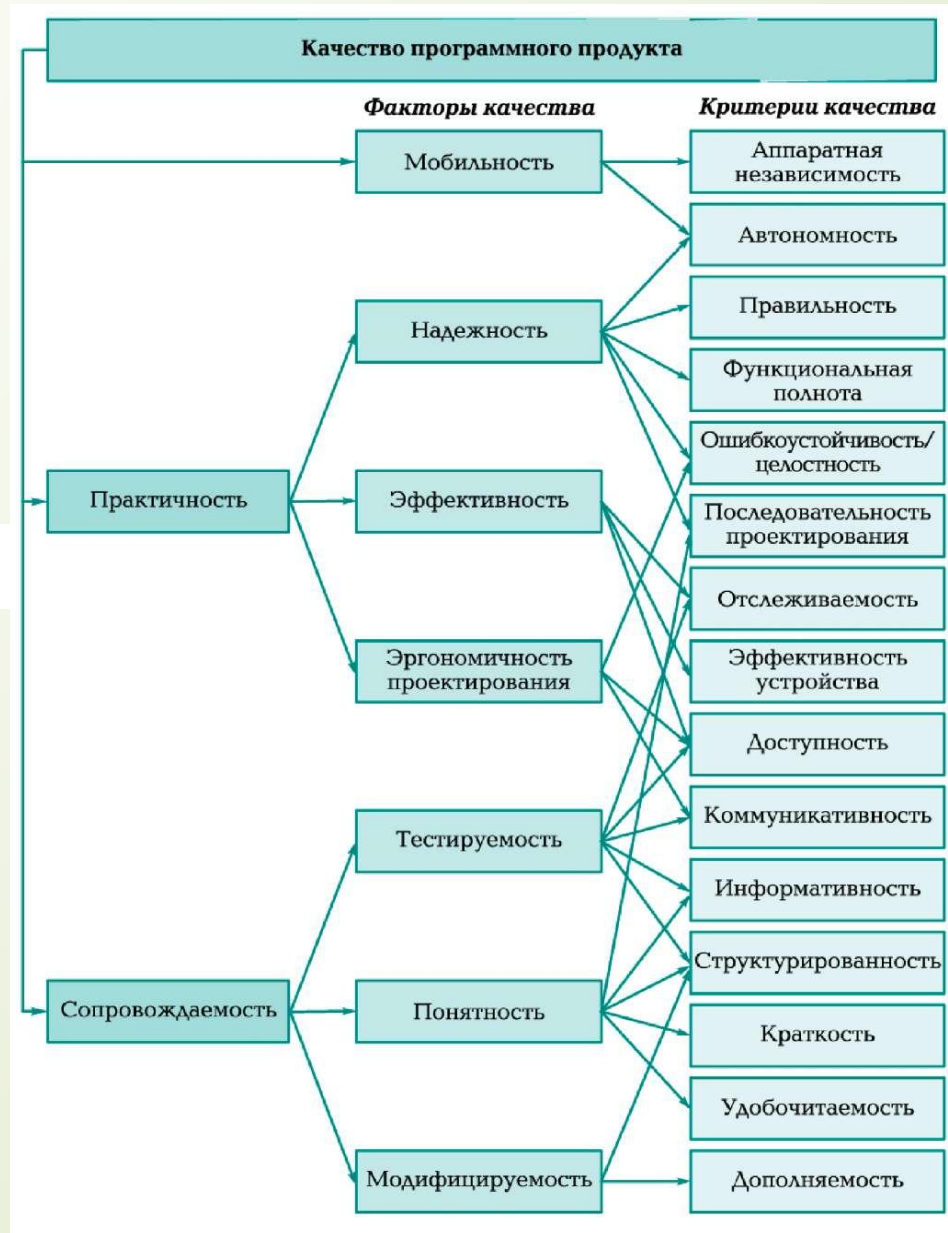 Качество программного продукта
Факторы качества
Критерии качества
Мобильность
Аппаратная
независимость
Автономность
Надежность
Правильность
Функциональная
полнота
Ошибкоустойчивость/
целостность
Практичность
Эффективность
Последовательность
проектирования
Отслеживаемость
Эргономичность
проектирования
Эффективность
устройства
Доступность
Тестируемость
Коммуникативность
Информативность
Структурированность
Сопровождаемость
Понятность
Краткость
Удобочитаемость
Модифицируемость
Дополняемость